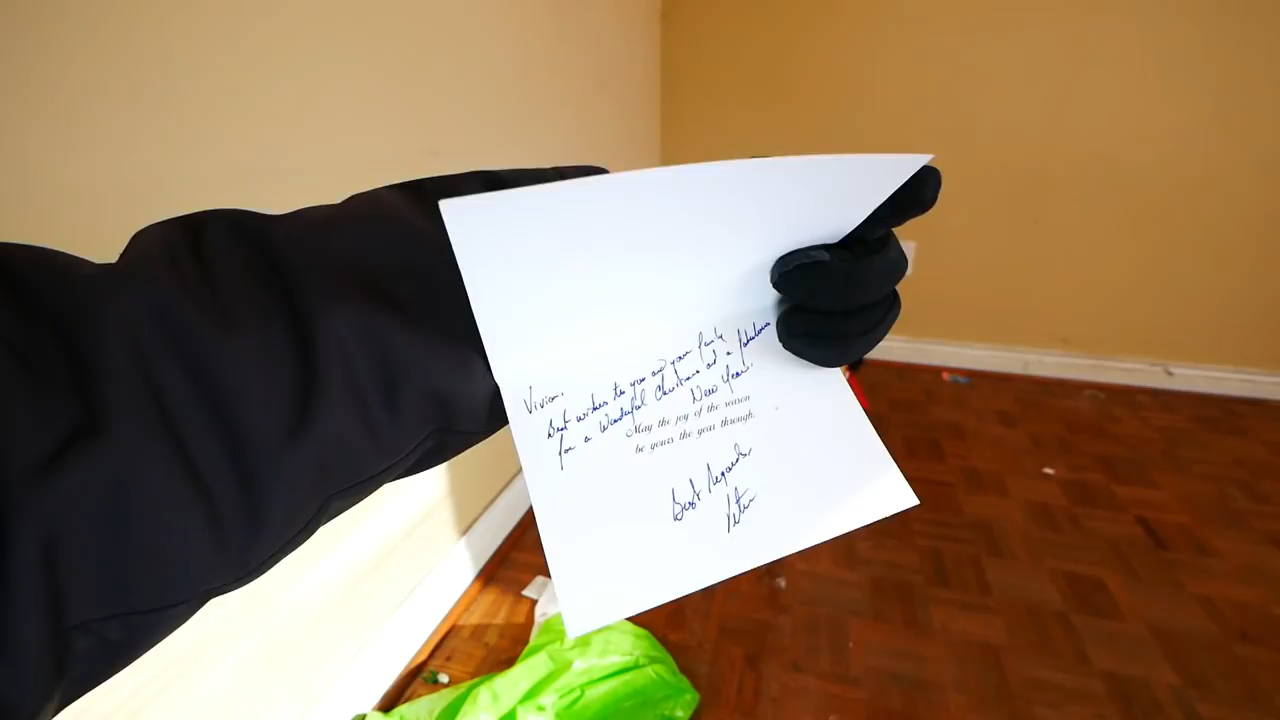 Vivian,
Best wishes to you and your family
for a Wonderful Christmas and a fabulous
New Year.
May the joy of the season
be yours the year through.
Best Regards,
Peter